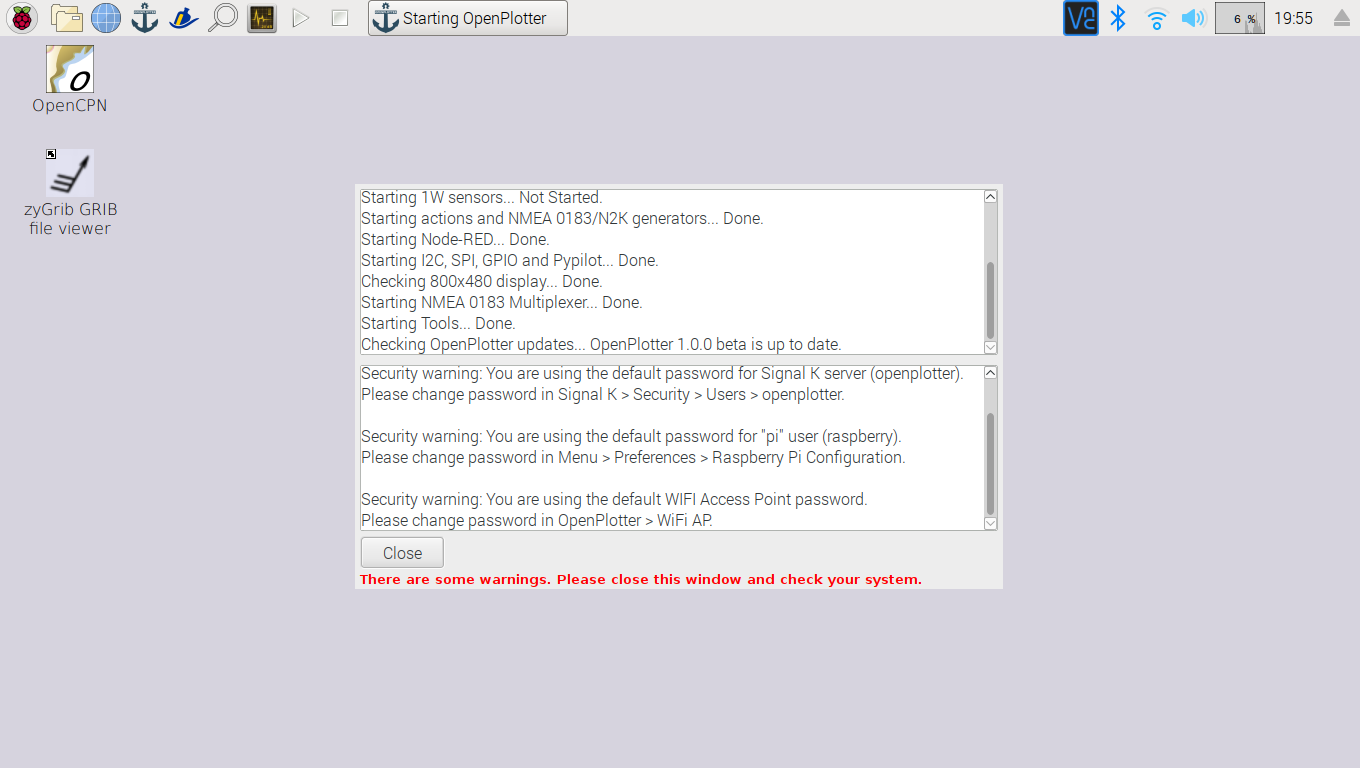 Starting OpenPlotter
6 %
19:55
OpenCPN
zyGrib GRIB
file viewer
Starting 1W sensors... Not Started.
Starting actions and NMEA 0183/N2K generators... Done.
Starting Node-RED... Done.
Starting I2C, SPI, GPIO and Pypilot... Done.
Checking 800x480 display... Done.
Starting NMEA 0183 Multiplexer... Done.
Starting Tools... Done.
Checking OpenPlotter updates... OpenPlotter 1.0.0 beta is up to date.
Security warning: You are using the default password for Signal K server (openplotter).
Please change password in Signal K > Security > Users > openplotter.
Security warning: You are using the default password for "pi" user (raspberry).
Please change password in Menu > Preferences > Raspberry Pi Configuration.
Security warning: You are using the default WIFI Access Point password.
Please change password in OpenPlotter > WiFi AP.
Close
There are some warnings. Please close this window and check your system.